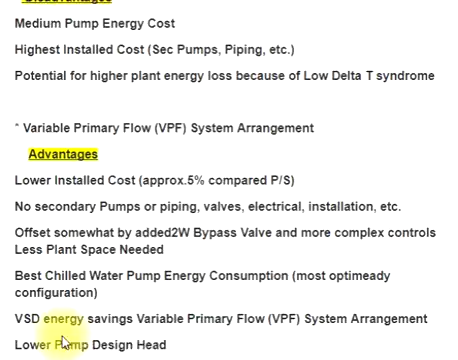 Disadvantages
Medium Pump Energy Cost
Highest Installed Cost (Sec Pumps, Piping, etc.)
Potential for higher plant energy loss because of Low Delta T syndrome
* Variable Primary Flow (VPF) System Arrangement
Advantages
Lower Installed Cost (approx.5% compared P/S)
No secondary Pumps or piping, valves, electrical, installation, etc.
Offset somewhat by added2W Bypass Valve and more complex controls
Less Plant Space Needed
Best Chilled Water Pump Energy Consumption (most optimeady
configuration)
VSD energy savings Variable Primary Flow (VPF) System Arrangement
Lower Pump Design Head